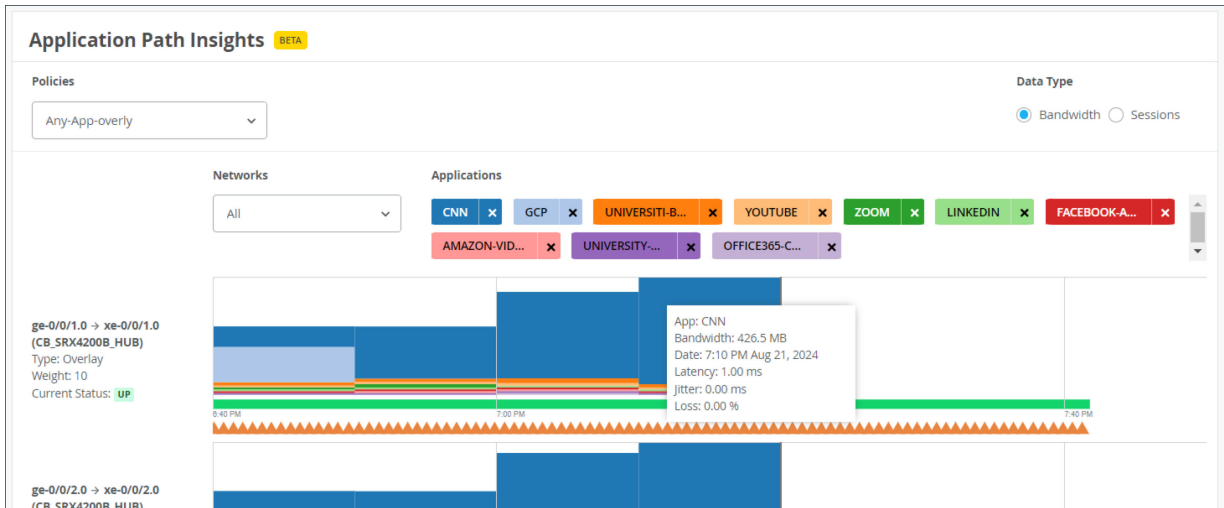 Application Path Insights BETA
Policies
Data Type
Any-App-overly
Bandwidth
Sessions
Networks
Applications
All
CNN × GCP × UNIVERSITI-B... × YOUTUBE × ZOOM × LINKEDIN × FACEBOOK-A... ×
AMAZON-VID... × UNIVERSITY-... × OFFICE365-C... ×
ge-0/0/1.0 → xe-0/0/1.0
(CB_SRX4200B_HUB)
Type: Overlay
Weight: 10
Current Status: UP
App: CNN
Bandwidth: 426.5 MB
Date: 7:10 PM Aug 21, 2024
Latency: 1.00 ms
Jitter: 0.00 ms
Loss: 0.00 %
6:40 PM
7:00 PM
7:40 PM
ge-0/0/2.0 → xe-0/0/2.0
(CB_SRX4200B_HUB)